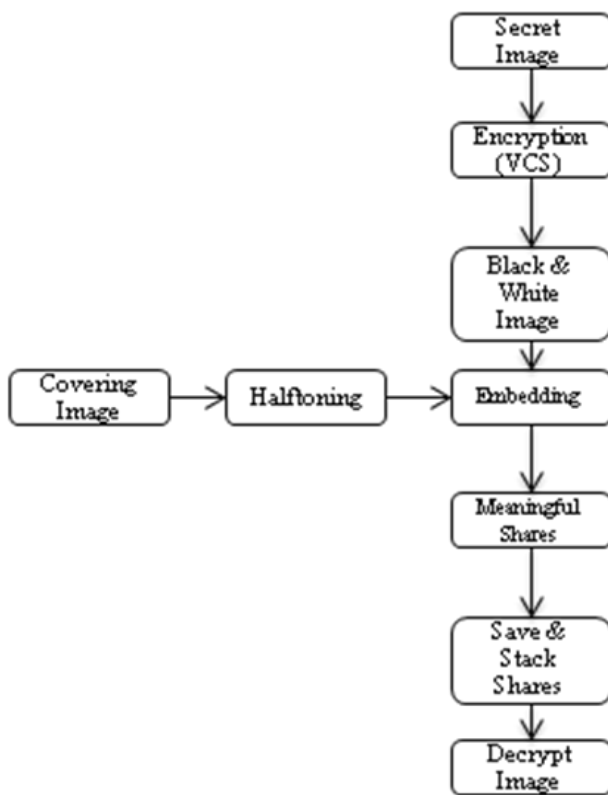 Secret
Image
Encryption
(VCS)
Black &
White
Image
Covering
Image
Halftoning
Embedding
Meaningful
Shares
Save &
Stack
Shares
Decrypt
Image